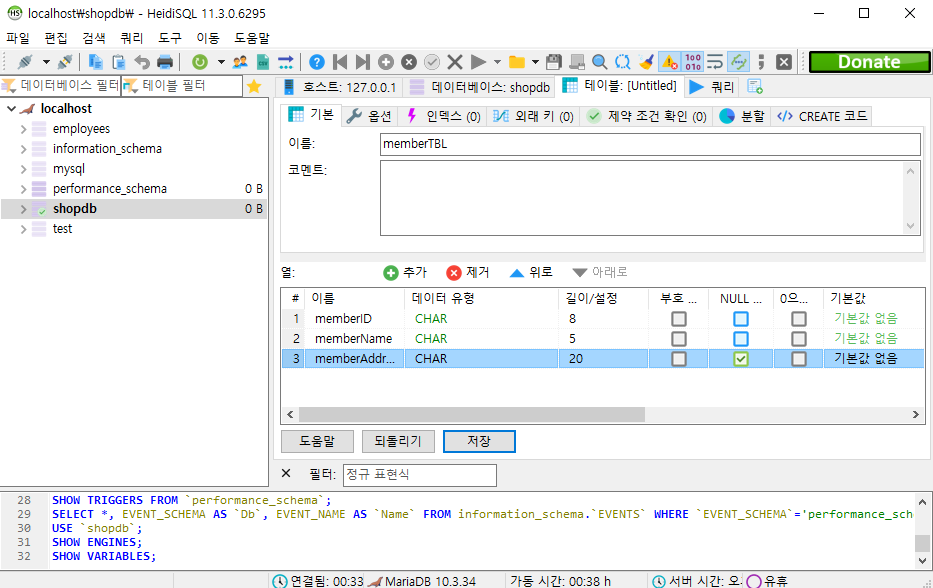 HS localhost₩shopdb₩ - HeidiSQL 11.3.0.6295
파일 편집 검색 쿼리 도구 이동 도움말
Donate
데이터베이스 필터 테이블 필터
호스트: 127.0.0.1 데이터베이스: shopdb 테이블: [Untitled] 쿼리
localhost
employees
information_schema
mysql
performance_schema 0 B
shopdb 0 B
test
기본 옵션 인덱스 (0) 외래 키 (0) 제약 조건 확인 (0) 분할 CREATE 코드
이름: memberTBL
코멘트:
열: 추가 제거 위로 아래로
# 이름 데이터 유형 길이/설정 부호 ... NULL ... 0으... 기본값
1 memberID CHAR 8 기본값 없음
2 memberName CHAR 5 기본값 없음
3 memberAddr... CHAR 20 기본값 없음
도움말 되돌리기 저장
필터: 정규 표현식
28 SHOW TRIGGERS FROM `performance_schema`;
29 SELECT *, EVENT_SCHEMA AS `Db`, EVENT_NAME AS `Name` FROM information_schema.`EVENTS` WHERE `EVENT_SCHEMA`='performance_sch
30 USE `shopdb`;
31 SHOW ENGINES;
32 SHOW VARIABLES;
연결됨: 00:33 MariaDB 10.3.34 가동 시간: 00:38 h 서버 시간: 오 유휴